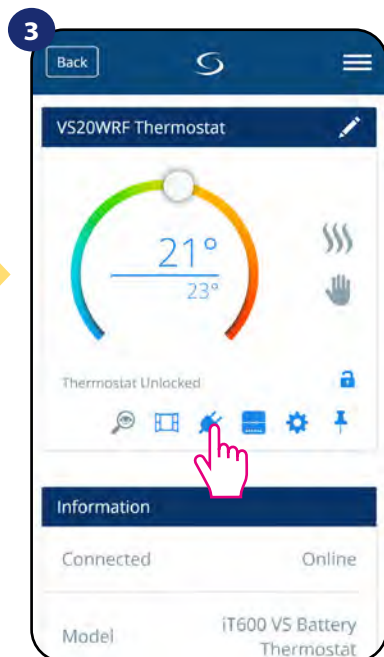 3
Back
VS20WRF Thermostat
21°
23°
Thermostat Unlocked
Information
Connected Online
Model iT600 VS Battery
Thermostat